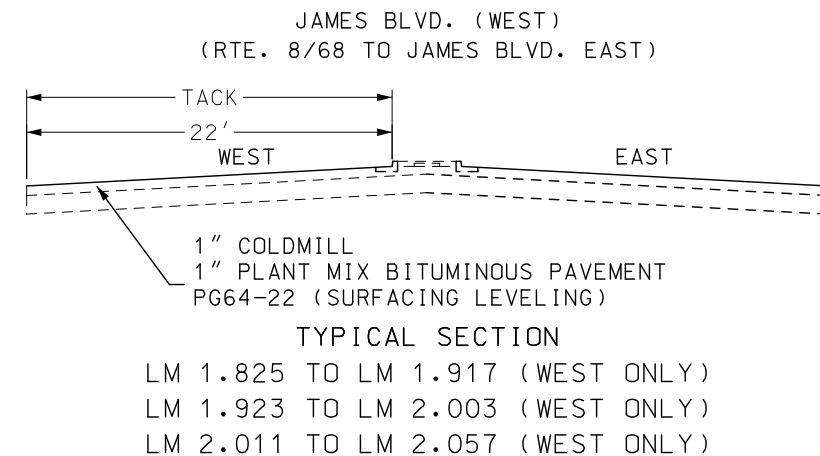 JAMES BLVD. (WEST)
(RTE. 8/68 TO JAMES BLVD. EAST)
TACK
22'
WEST
EAST
1" COLDMILL
1" PLANT MIX BITUMINOUS PAVEMENT
PG64-22 (SURFACING LEVELING)
TYPICAL SECTION
LM 1.825 TO LM 1.917 (WEST ONLY)
LM 1.923 TO LM 2.003 (WEST ONLY)
LM 2.011 TO LM 2.057 (WEST ONLY)